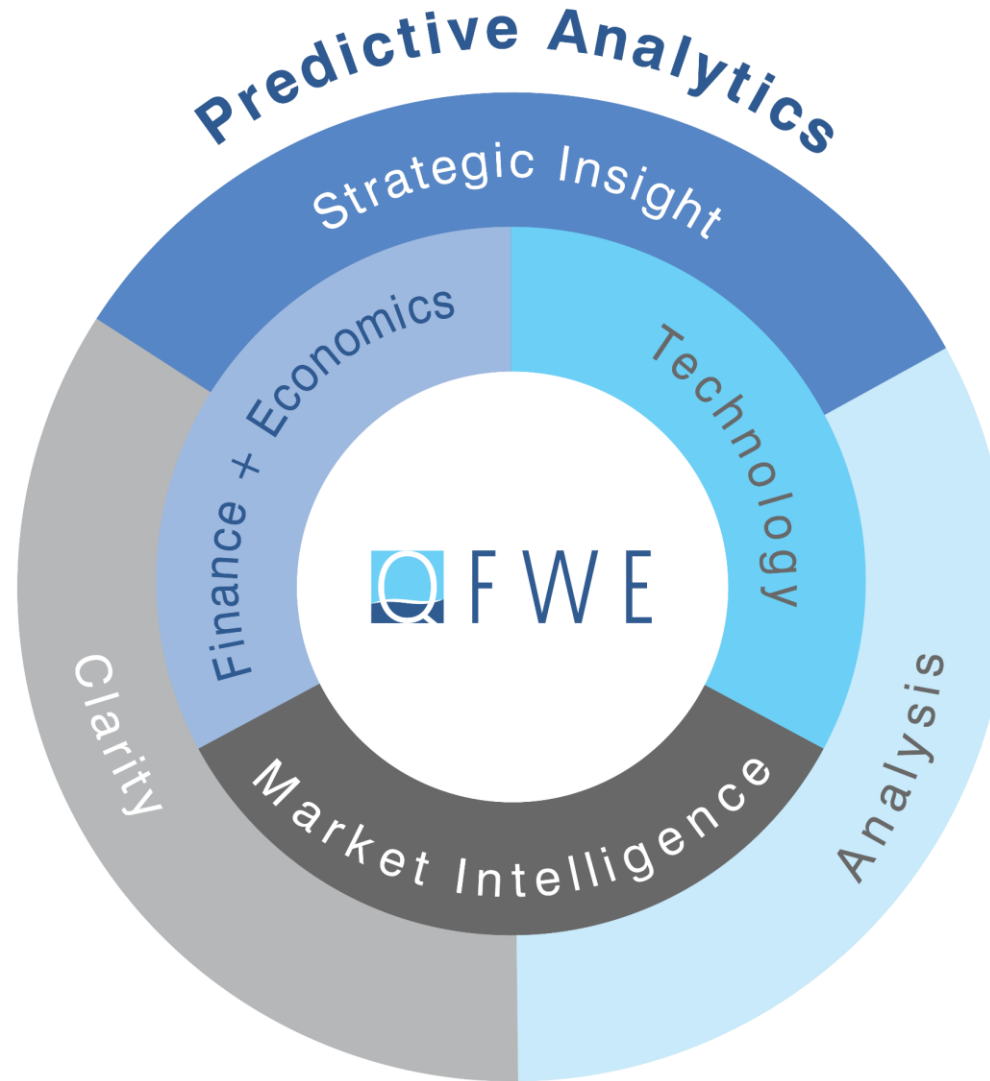 Predictive Analytics
Strategic Insight
Finance + Economics
Technology
QFWE
Clarity
Analysis
Market Intelligence